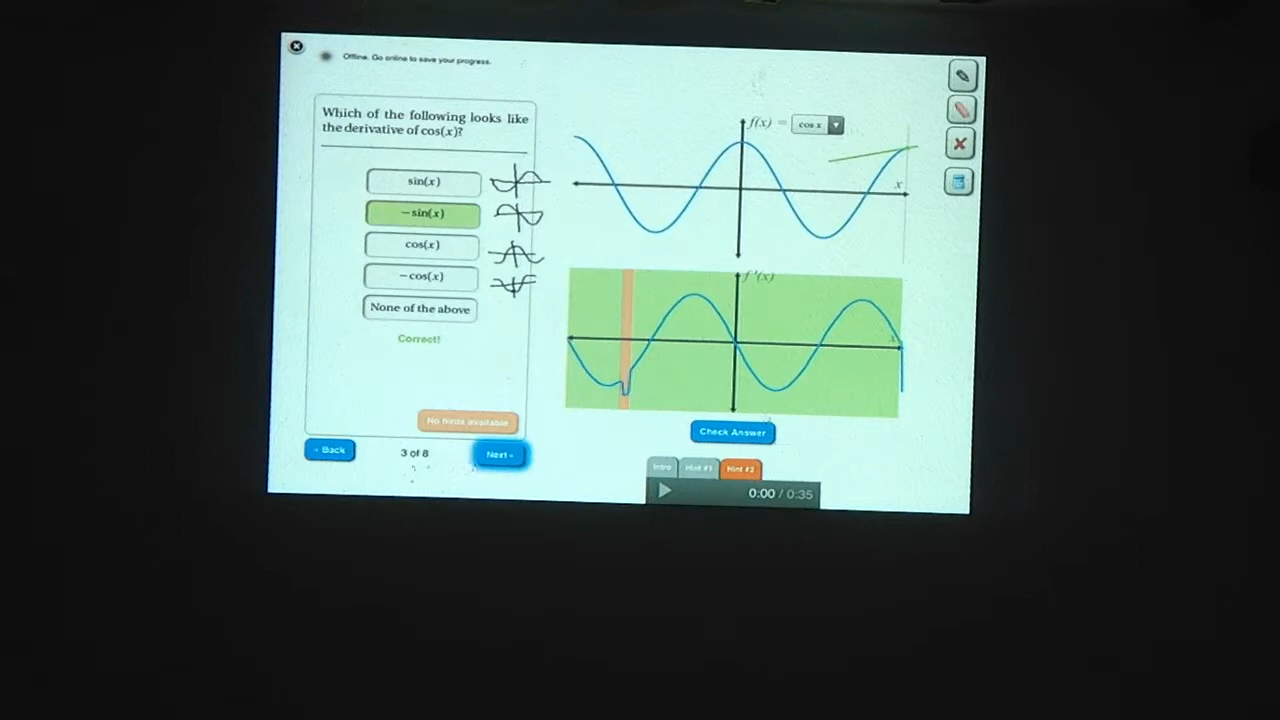 Offline. Go online to save your progress.
Which of the following looks like
the derivative of cos(x)?
sin(x)
−sin(x)
cos(x)
−cos(x)
None of the above
Correct!
No hints available
‹ Back
3 of 8
Next ›
f(x) =
cos x
x
f '(x)
x
Check Answer
Intro
Hint #1
Hint #2
0:00 / 0:35